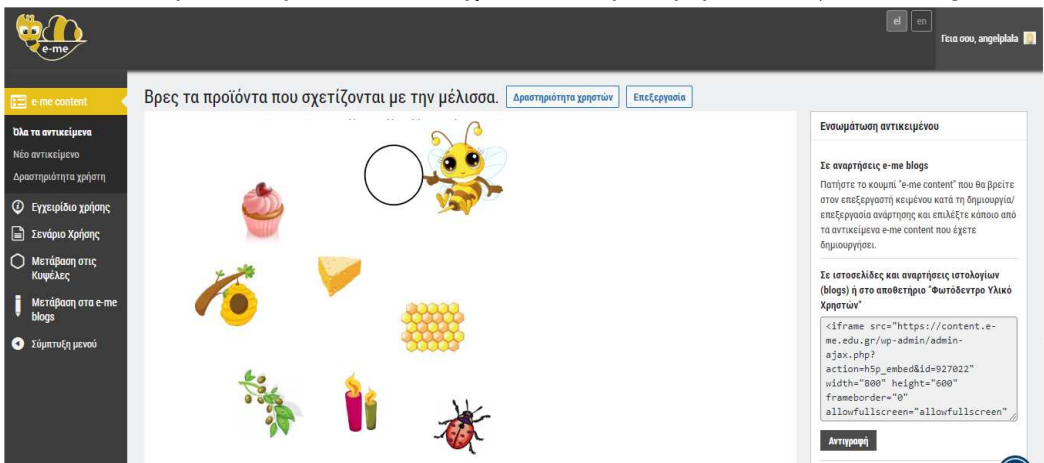 e-me
el en
Γεια σου, angelplala
e-me content
Όλα τα αντικείμενα
Νέο αντικείμενο
Δραστηριότητα χρήστη
Εγχειρίδιο χρήσης
Σενάριο Χρήσης
Μετάβαση στις
Κυψέλες
Μετάβαση στα e-me
blogs
Σύμπτυξη μενού
Βρες τα προϊόντα που σχετίζονται με την μέλισσα. Δραστηριότητα χρηστών Επεξεργασία
Ενσωμάτωση αντικειμένου
Σε αναρτήσεις e-me blogs
Πατήστε το κουμπί "e-me content" που θα βρείτε
στον επεξεργαστή κειμένου κατά τη δημιουργία/
επεξεργασία ανάρτησης και επιλέξτε κάποιο από
τα αντικείμενα e-me content που έχετε
δημιουργήσει.
Σε ιστοσελίδες και αναρτήσεις ιστολογίων
(blogs) ή στο αποθετήριο "Φωτόδεντρο Υλικό
Χρηστών"
<iframe src="https://content.e-
me.edu.gr/wp-admin/admin-
ajax.php?
action=h5p_embed&id=927022"
width="800" height="600"
frameborder="0"
allowfullscreen="allowfullscreen"
Αντιγραφή